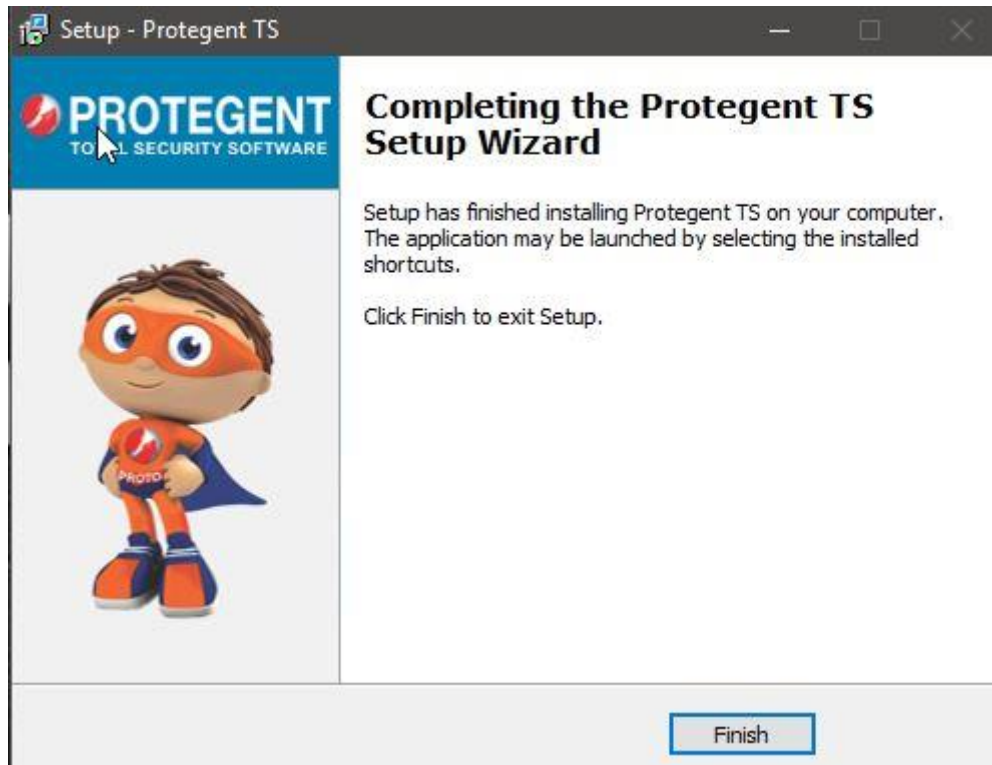 Setup - Protegent TS
PROTEGENT
TOTAL SECURITY SOFTWARE
Completing the Protegent TS
Setup Wizard
Setup has finished installing Protegent TS on your computer.
The application may be launched by selecting the installed
shortcuts.
Click Finish to exit Setup.
PROTO
Finish